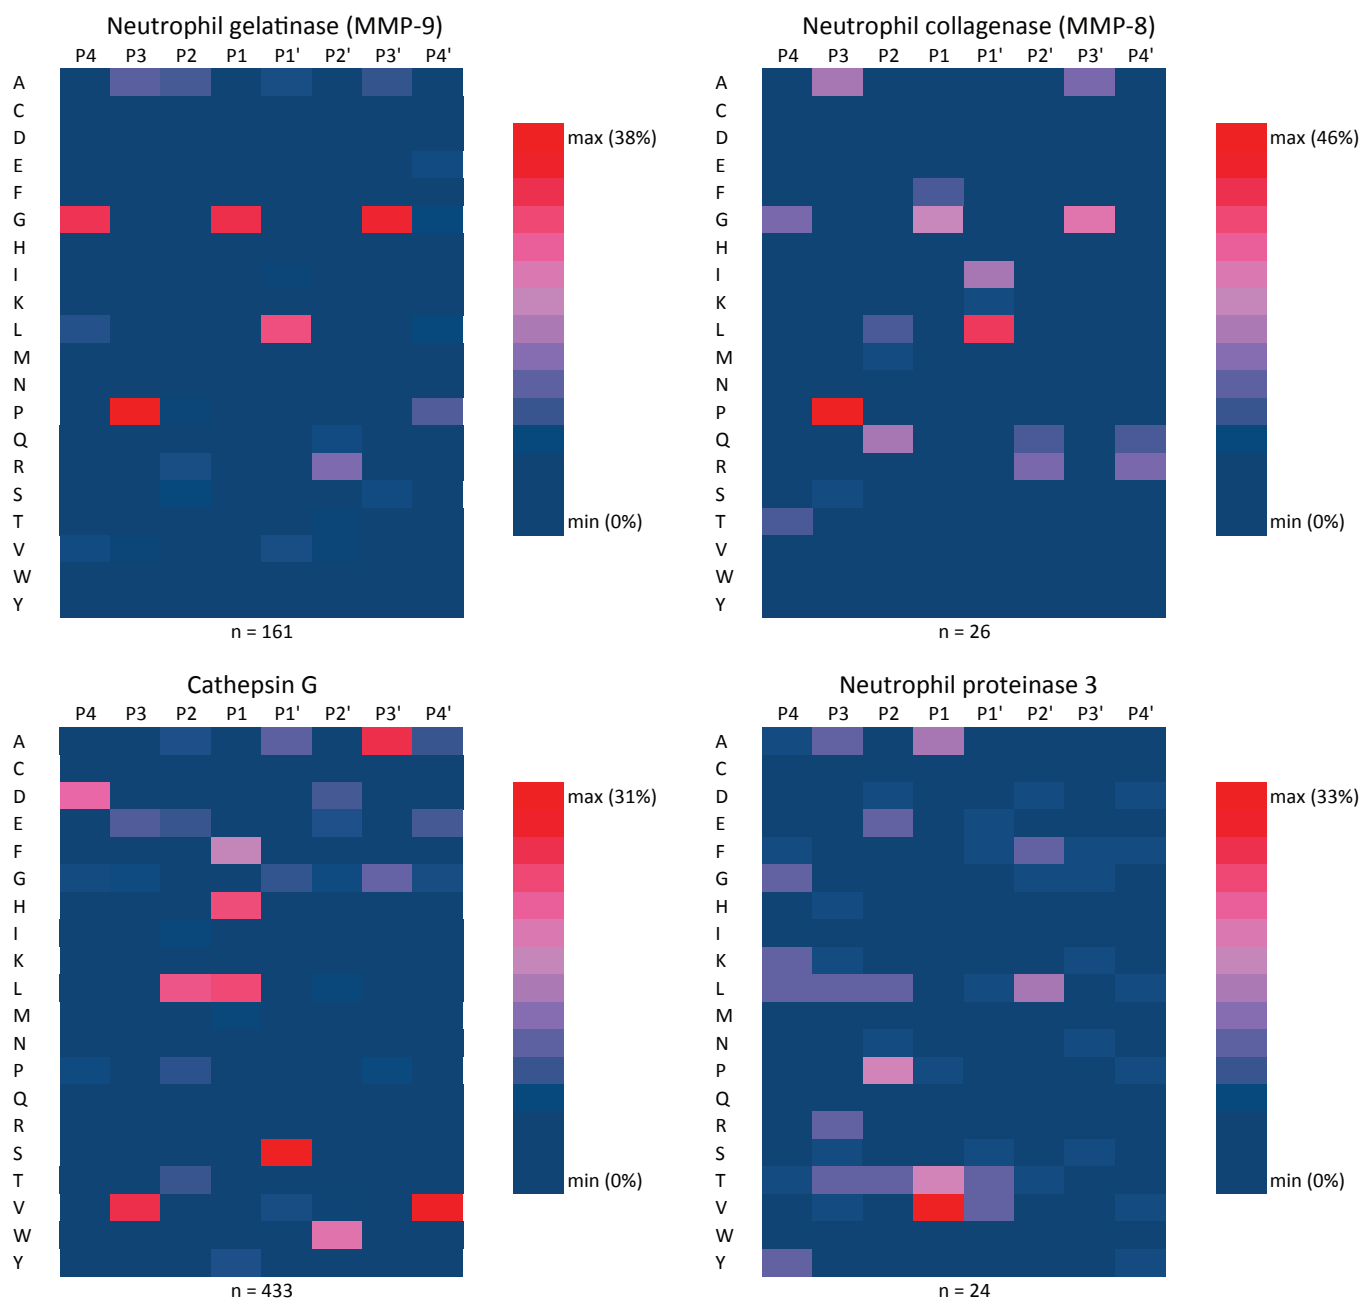 Neutrophil gelatinase (MMP-9)
P4 P3 P2 P1 P1' P2' P3' P4'
A
C
D
E
F
G
H
I
K
L
M
N
P
Q
R
S
T
V
W
Y
max (38%)
min (0%)
n = 161
Neutrophil collagenase (MMP-8)
P4 P3 P2 P1 P1' P2' P3' P4'
A
C
D
E
F
G
H
I
K
L
M
N
P
Q
R
S
T
V
W
Y
max (46%)
min (0%)
n = 26
Cathepsin G
P4 P3 P2 P1 P1' P2' P3' P4'
A
C
D
E
F
G
H
I
K
L
M
N
P
Q
R
S
T
V
W
Y
max (31%)
min (0%)
n = 433
Neutrophil proteinase 3
P4 P3 P2 P1 P1' P2' P3' P4'
A
C
D
E
F
G
H
I
K
L
M
N
P
Q
R
S
T
V
W
Y
max (33%)
min (0%)
n = 24